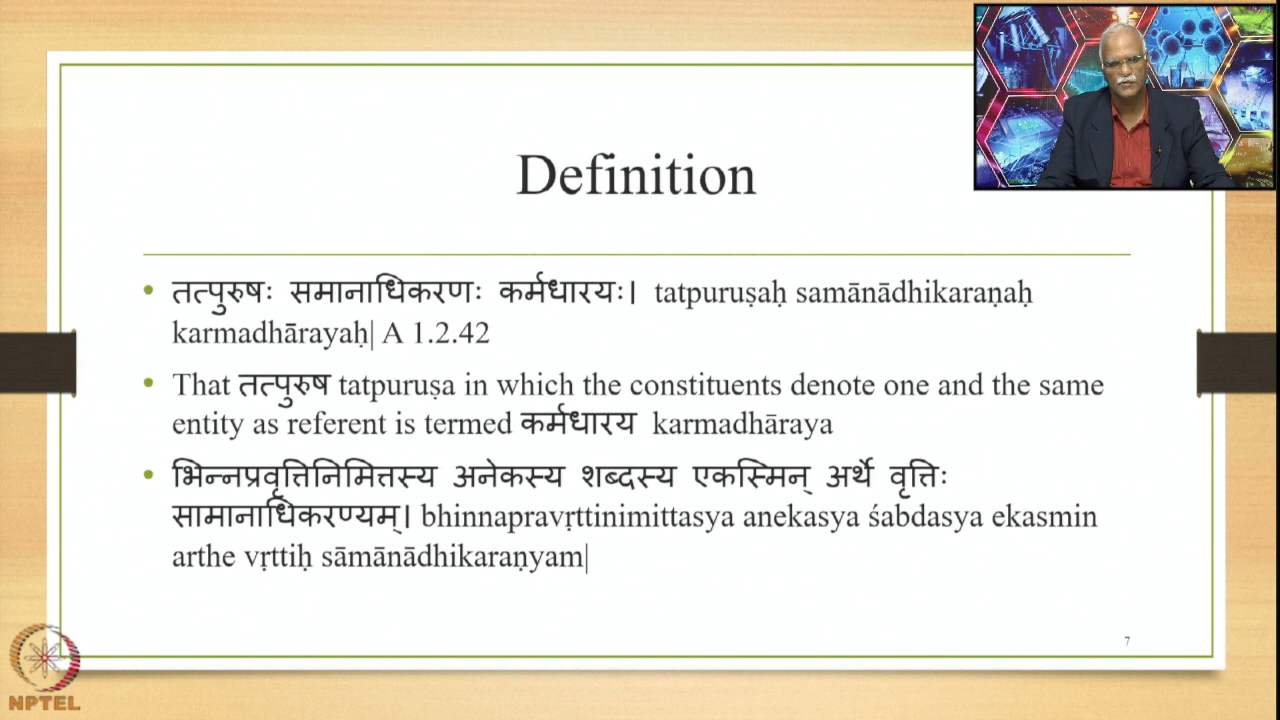 Definition
• तत्पुरुषः समानाधिकरणः कर्मधारयः। tatpuruṣaḥ samānādhikaraṇaḥ
karmadhārayaḥ| A 1.2.42
• That तत्पुरुष tatpuruṣa in which the constituents denote one and the same
entity as referent is termed कर्मधारय karmadhāraya
• भिन्नप्रवृत्तिनिमित्तस्य अनेकस्य शब्दस्य एकस्मिन् अर्थे वृत्तिः
सामानाधिकरण्यम्। bhinnapravṛttinimittasya anekasya śabdasya ekasmin
arthe vṛttiḥ sāmānādhikaraṇyam|
7
NPTEL